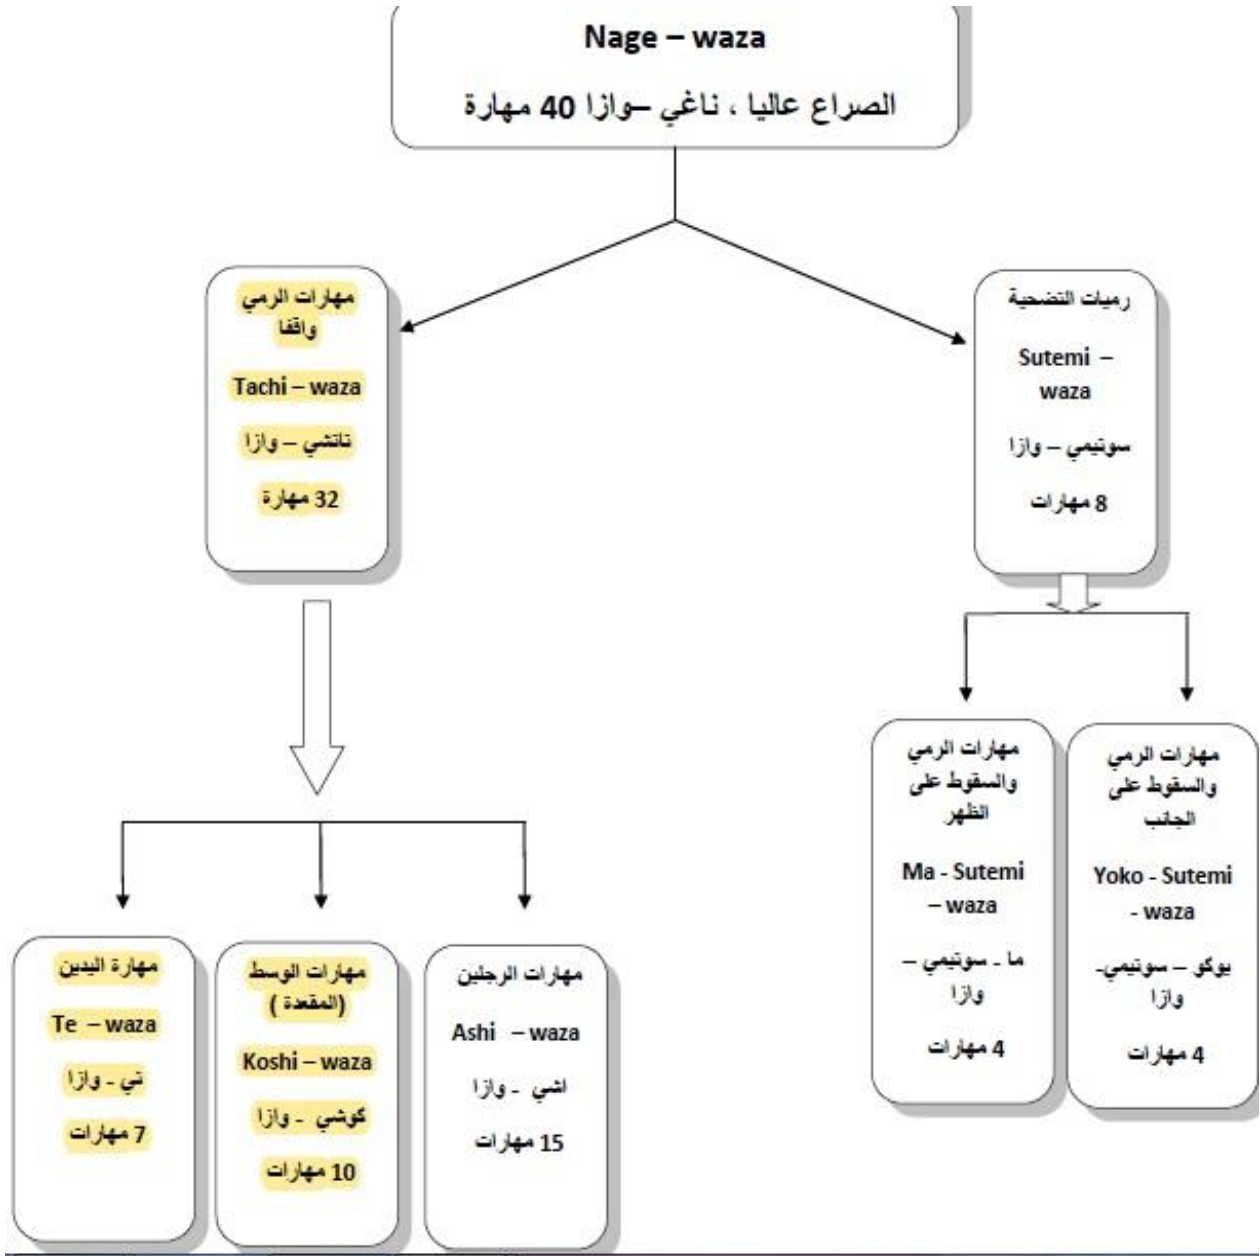 Nage – waza
الصراع عاليا ، ناغي –وازا 40 مهارة
مهارات الرمي
واقفا
Tachi – waza
تاتشي – وازا
32 مهارة
رميات التضحية
Sutemi –
waza
سوتيمي – وازا
8 مهارات
مهارة اليدين
Te – waza
تي - وازا
7 مهارات
مهارات الوسط
(المقعدة )
Koshi – waza
كوشي - وازا
10 مهارات
مهارات الرجلين
Ashi – waza
اشي - وازا
15 مهارات
مهارات الرمي
والسقوط على
الظهر
Ma - Sutemi
– waza
ما - سوتيمي –
وازا
4 مهارات
مهارات الرمي
والسقوط على
الجانب
Yoko - Sutemi
- waza
يوكو – سوتيمي-
وازا
4 مهارات